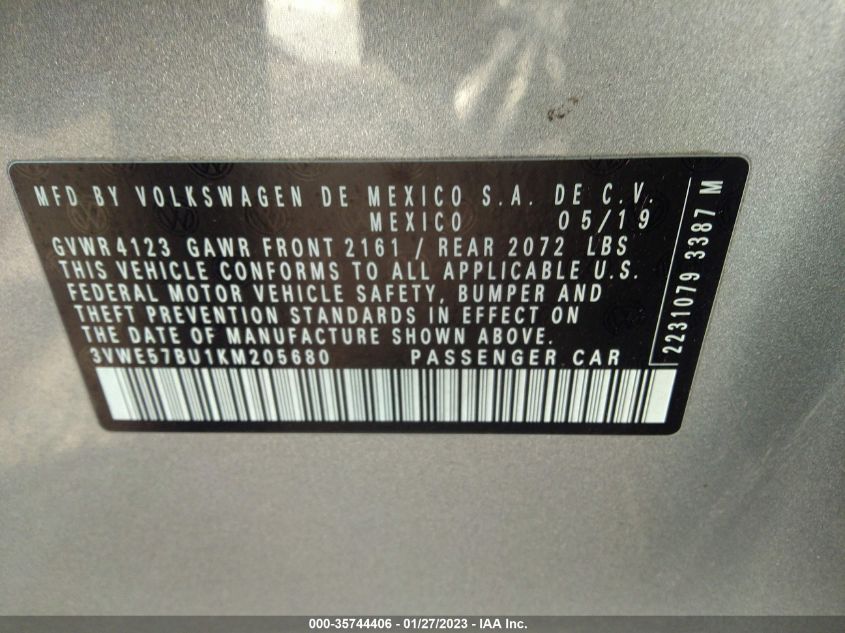 MFD BY VOLKSWAGEN DE MEXICO S.A. DE C.V.
MEXICO 05/19
GVWR 4123 GAWR FRONT 2161 / REAR 2072 LBS
THIS VEHICLE CONFORMS TO ALL APPLICABLE U.S.
FEDERAL MOTOR VEHICLE SAFETY, BUMPER AND
THEFT PREVENTION STANDARDS IN EFFECT ON
THE DATE OF MANUFACTURE SHOWN ABOVE.
3VWE57BU1KM205680 PASSENGER CAR
2231079 3387 M
000-35744406 - 01/27/2023 - IAA Inc.